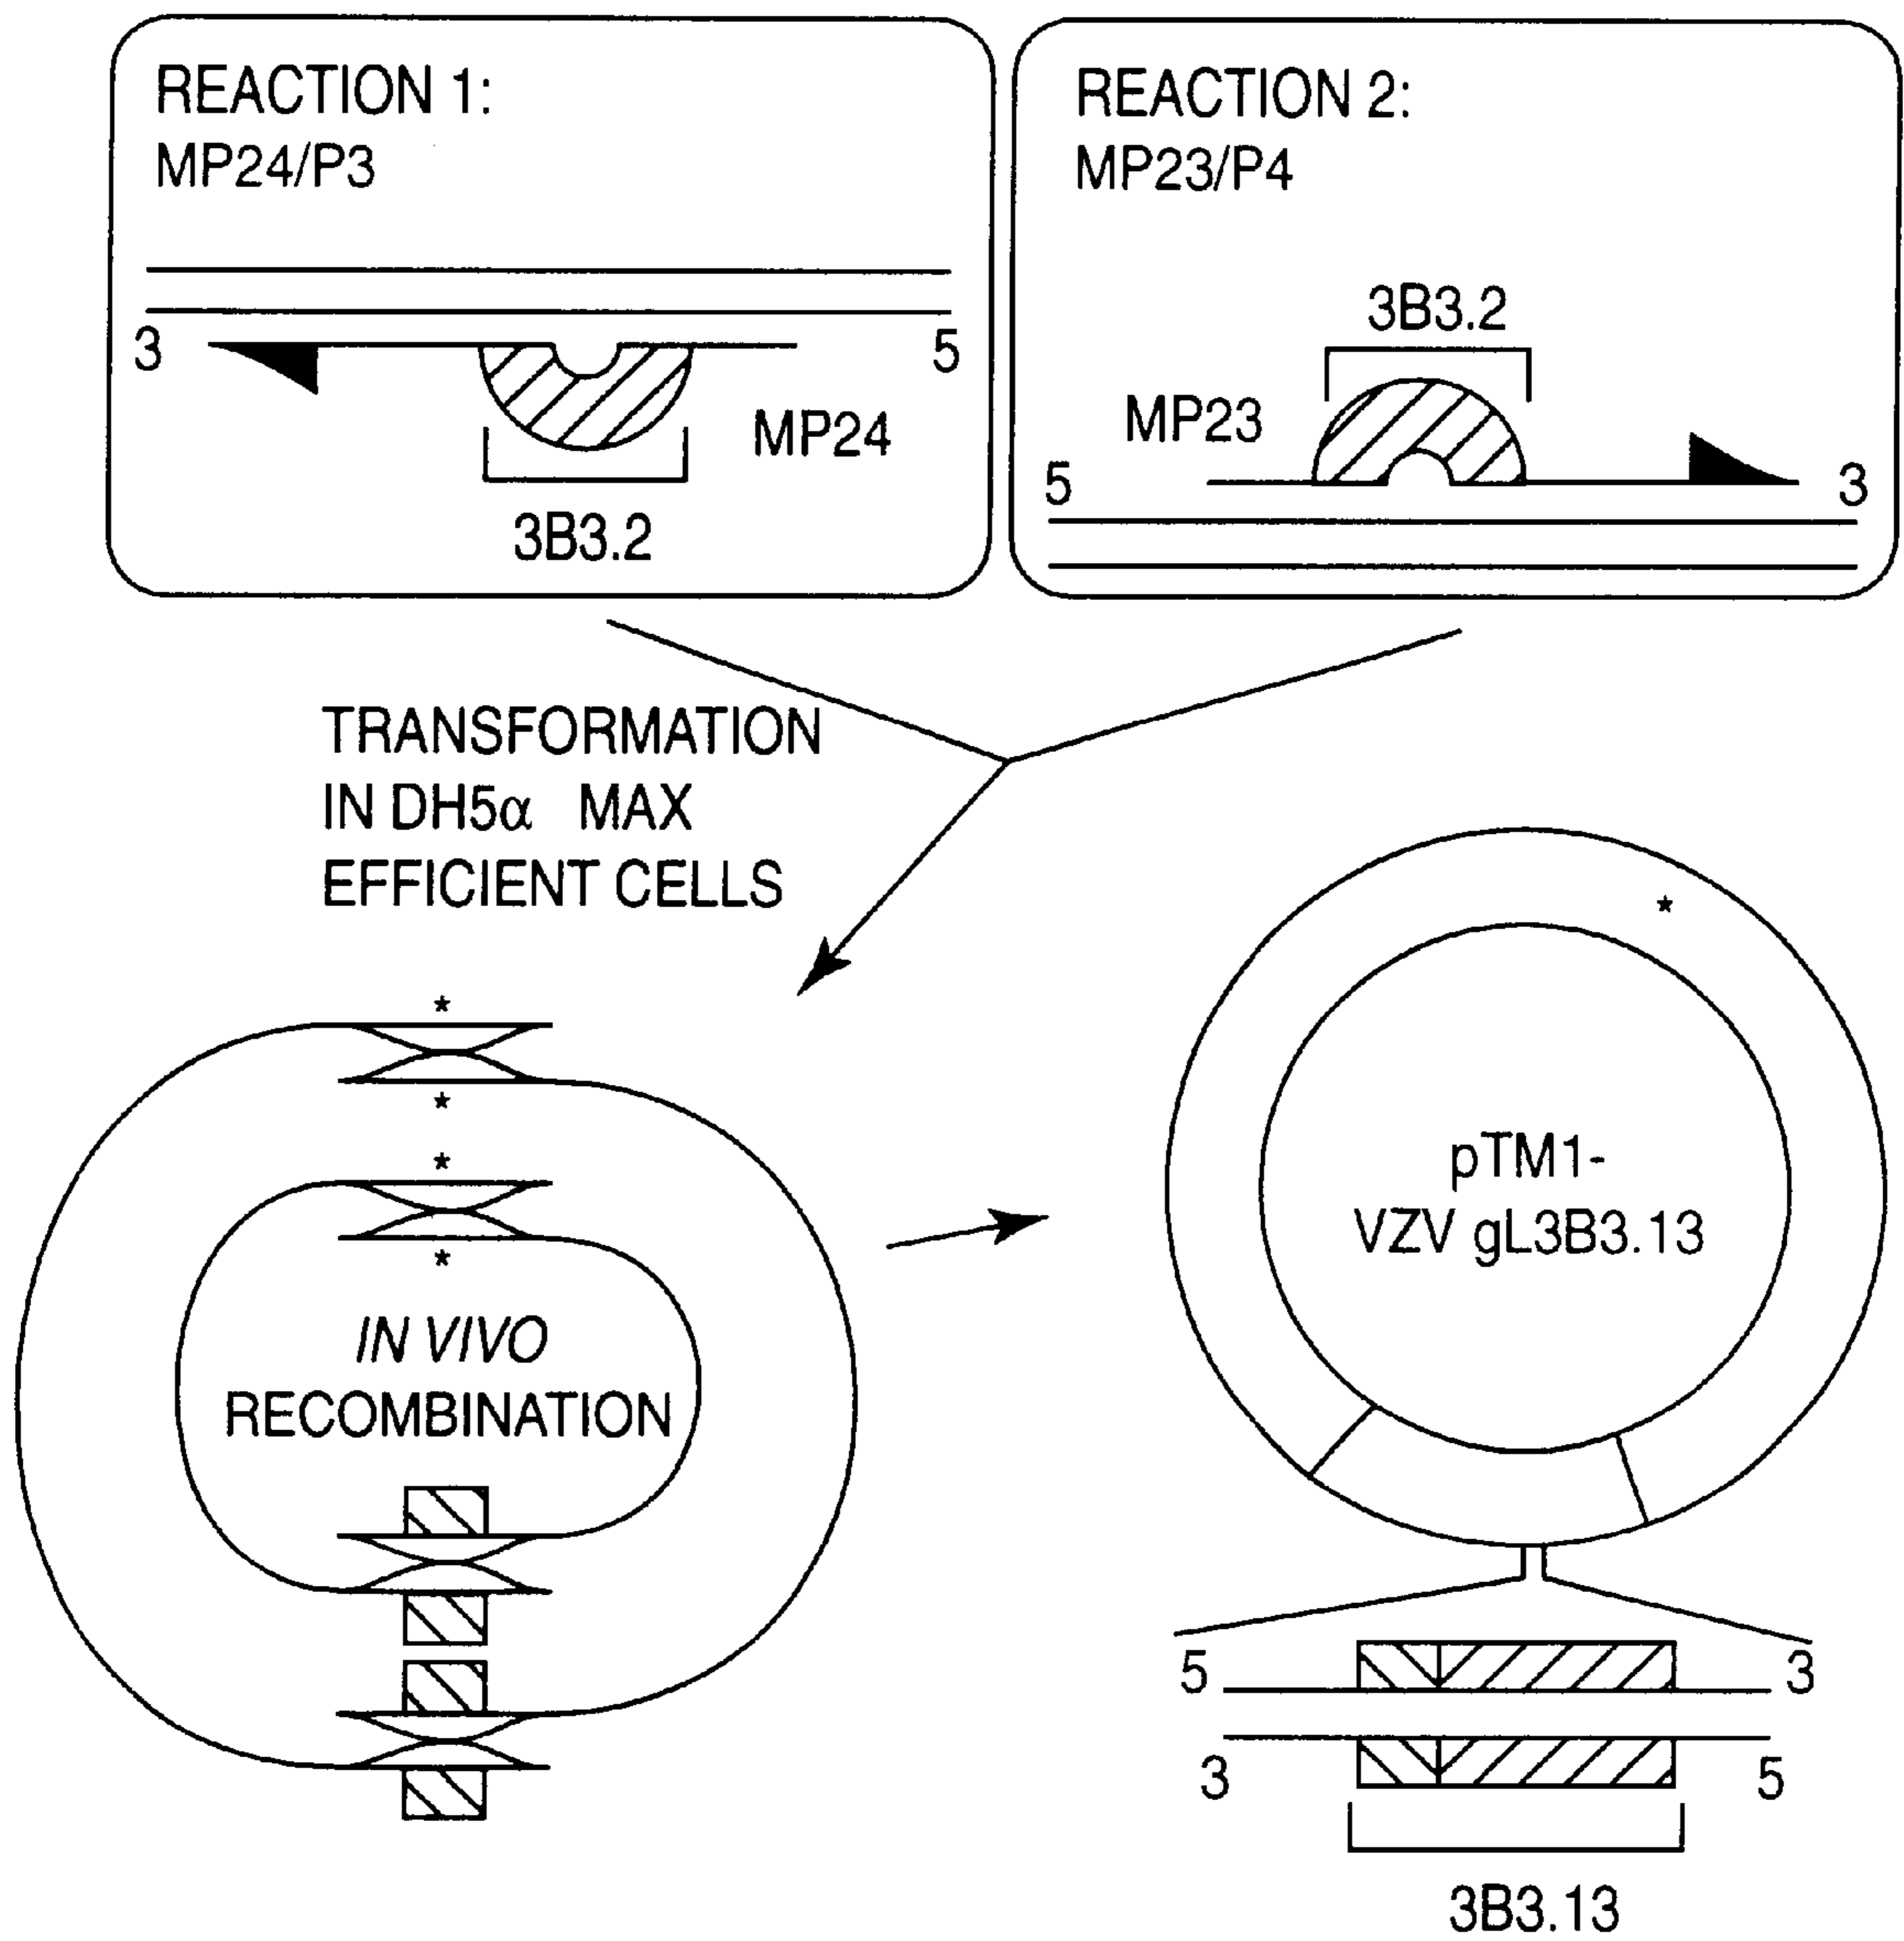 REACTION 1:
MP24/P3
3
5
MP24
3B3.2
REACTION 2:
MP23/P4
3B3.2
MP23
5
3
TRANSFORMATION
IN DH5α MAX
EFFICIENT CELLS
*
*
*
*
IN VIVO
RECOMBINATION
*
pTM1-
VZV gL3B3.13
5
3
3
5
3B3.13